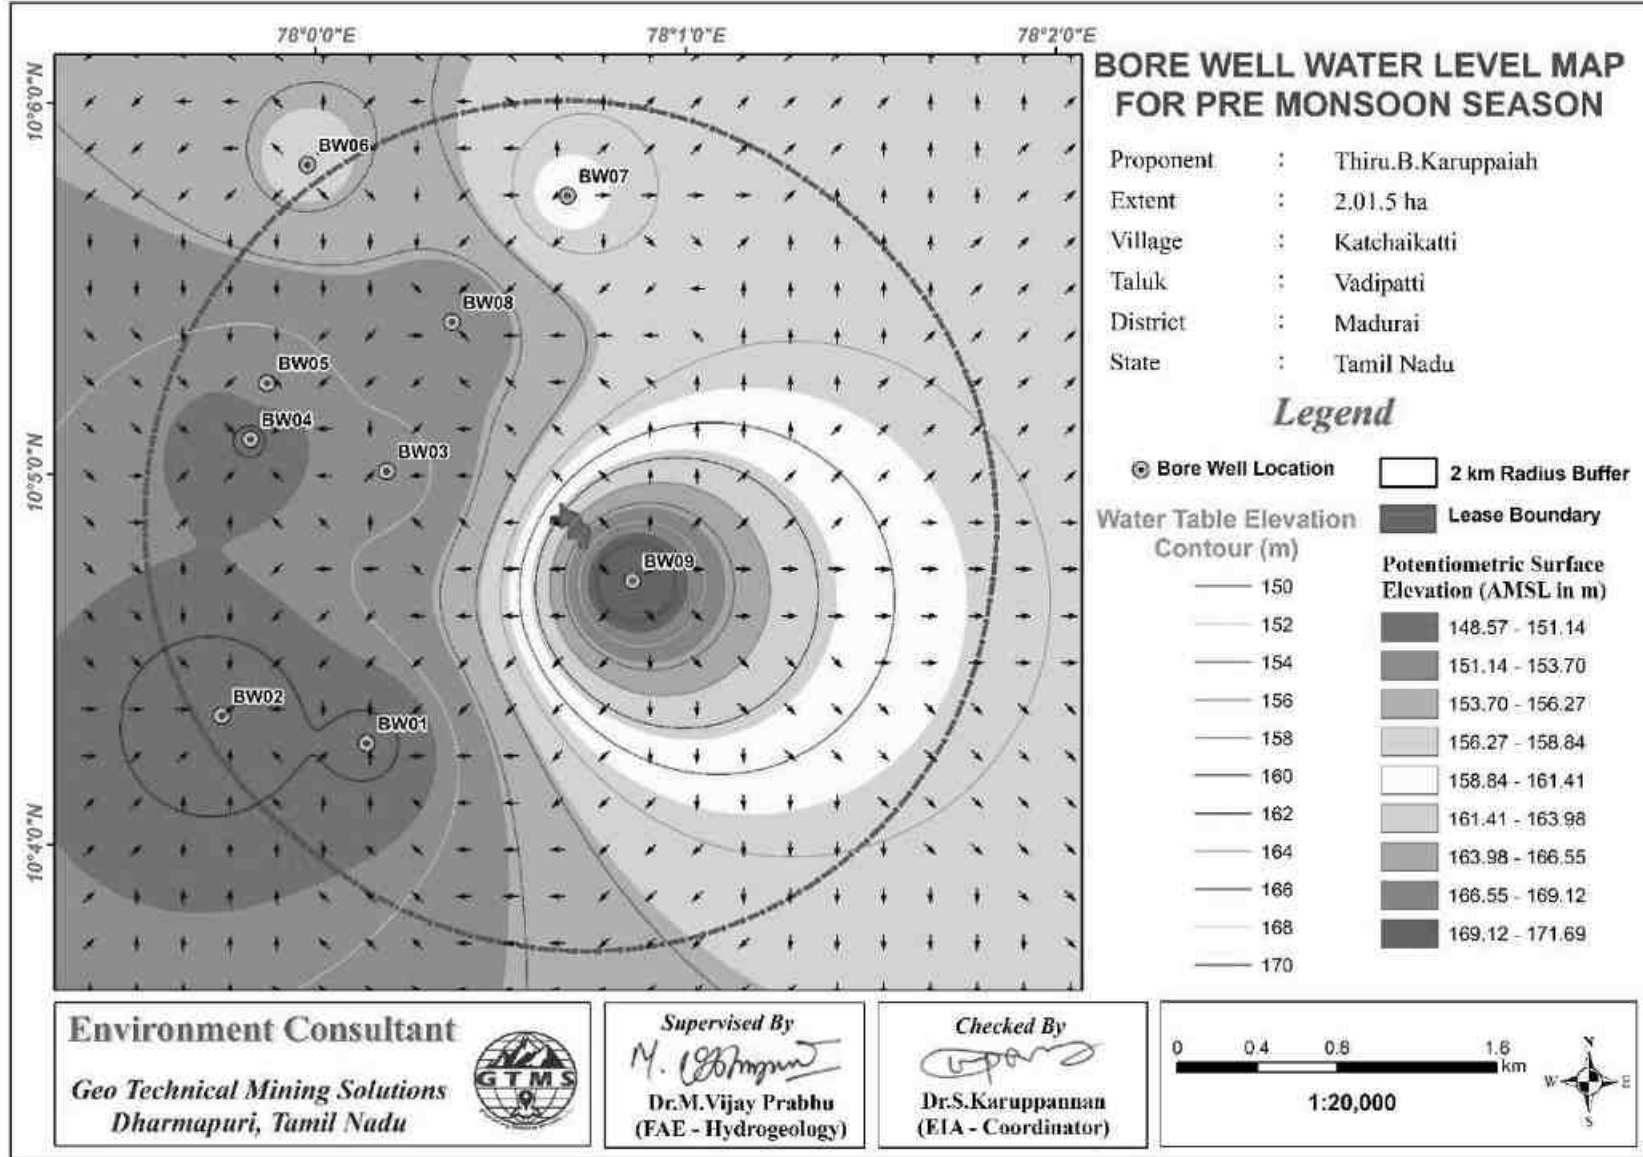 78°0'0"E 78°1'0"E 78°2'0"E
10°6'0"N
10°5'0"N
10°4'0"N
BW06
BW07
BW08
BW05
BW04
BW03
BW09
BW02
BW01
BORE WELL WATER LEVEL MAP
FOR PRE MONSOON SEASON
Proponent : Thiru.B.Karuppaiah
Extent : 2.01.5 ha
Village : Katchaikatti
Taluk : Vadipatti
District : Madurai
State : Tamil Nadu
Legend
Bore Well Location
2 km Radius Buffer
Lease Boundary
Water Table Elevation
Contour (m)
150
152
154
156
158
160
162
164
166
168
170
Potentiometric Surface
Elevation (AMSL in m)
148.57 - 151.14
151.14 - 153.70
153.70 - 156.27
156.27 - 158.84
158.84 - 161.41
161.41 - 163.98
163.98 - 166.55
166.55 - 169.12
169.12 - 171.69
Environment Consultant
Geo Technical Mining Solutions
Dharmapuri, Tamil Nadu
GTMS
Supervised By
Dr.M.Vijay Prabhu
(FAE - Hydrogeology)
Checked By
Dr.S.Karuppannan
(EIA - Coordinator)
0 0.4 0.8 1.6
km
1:20,000
N
W E
S